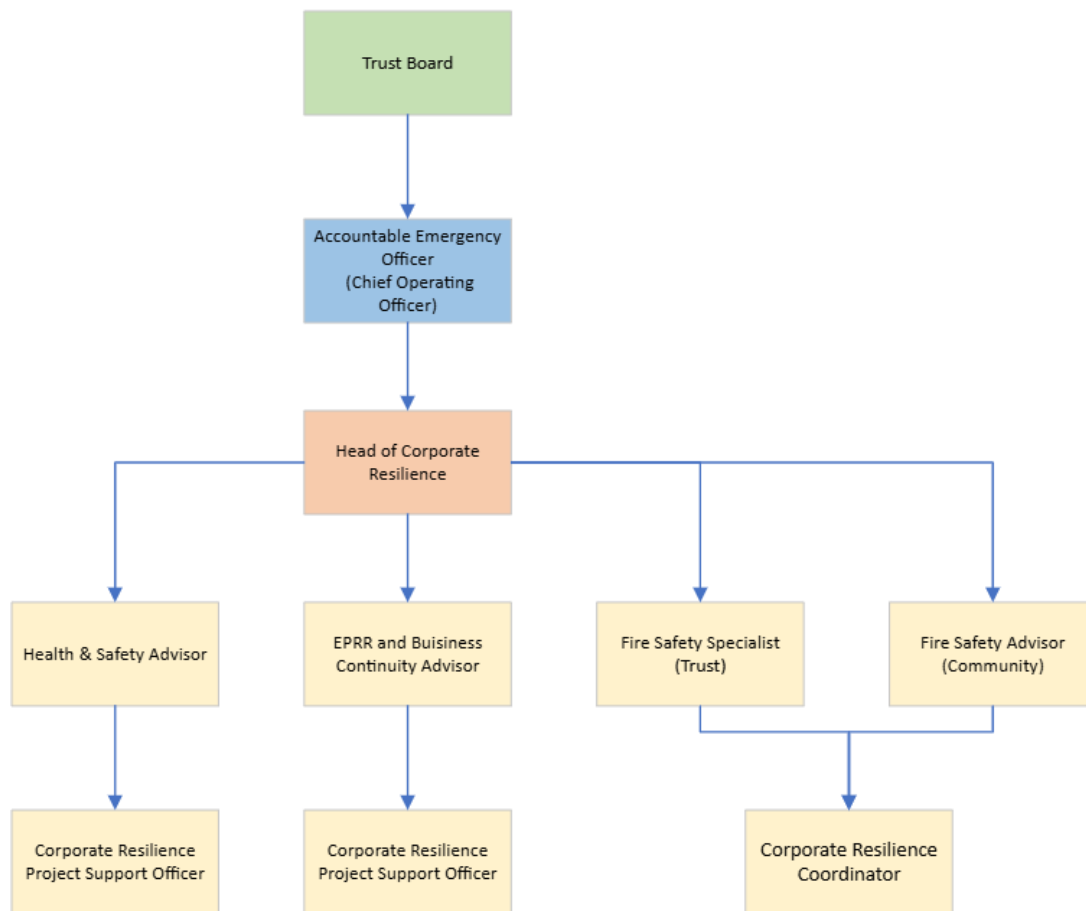 Trust Board
Accountable Emergency
Officer
(Chief Operating
Officer)
Head of Corporate
Resilience
Health & Safety Advisor
EPRR and Buisiness
Continuity Advisor
Fire Safety Specialist
(Trust)
Fire Safety Advisor
(Community)
Corporate Resilience
Project Support Officer
Corporate Resilience
Project Support Officer
Corporate Resilience
Coordinator